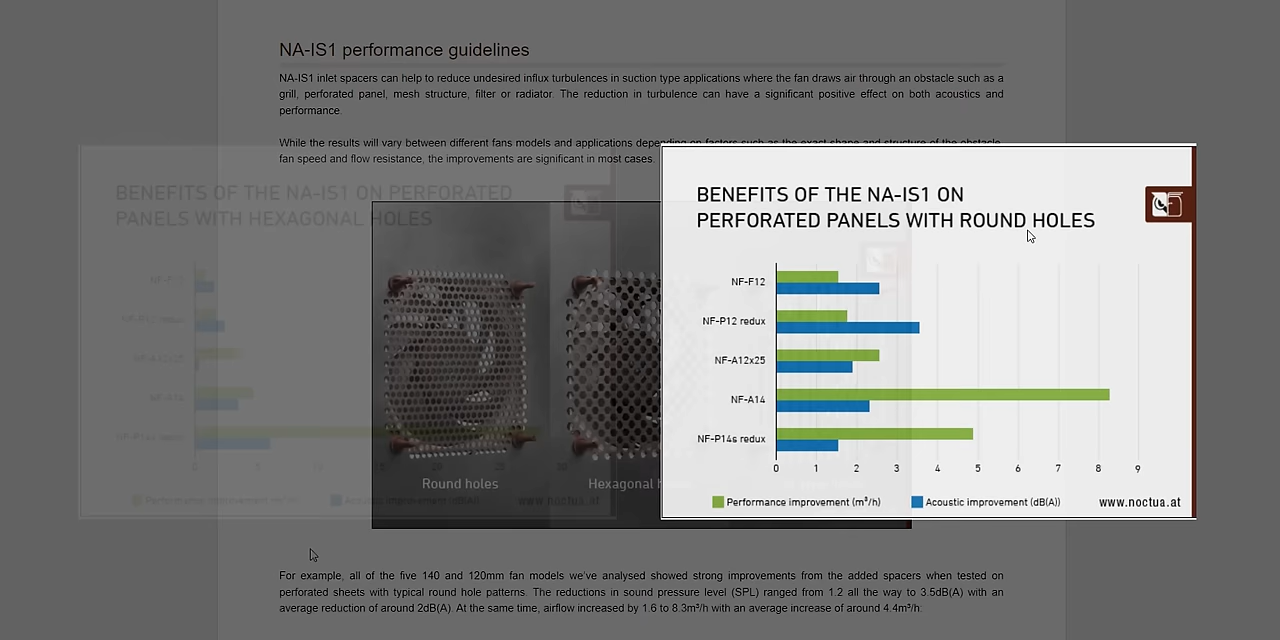 NA-IS1 performance guidelines
NA-IS1 inlet spacers can help to reduce undesired influx turbulences in suction type applications where the fan draws air through an obstacle such as a
grill, perforated panel, mesh structure, filter or radiator. The reduction in turbulence can have a significant positive effect on both acoustics and
performance.
While the results will vary between different fans models and applications depending on factors such as the exact shape and structure of the obstacle,
fan speed and flow resistance, the improvements are significant in most cases.
BENEFITS OF THE NA-IS1 ON PERFORATED
PANELS WITH HEXAGONAL HOLES
Round holes
Hexagonal
www.noctua.at
BENEFITS OF THE NA-IS1 ON
PERFORATED PANELS WITH ROUND HOLES
NF-F12
NF-P12 redux
NF-A12x25
NF-A14
NF-P14s redux
0 1 2 3 4 5 6 7 8 9
Performance improvement (m³/h)
Acoustic improvement (dB(A))
www.noctua.at
For example, all of the five 140 and 120mm fan models we've analysed showed strong improvements from the added spacers when tested on
perforated sheets with typical round hole patterns. The reductions in sound pressure level (SPL) ranged from 1.2 all the way to 3.5dB(A) with an
average reduction of around 2dB(A). At the same time, airflow increased by 1.6 to 8.3m³/h with an average increase of around 4.4m³/h.